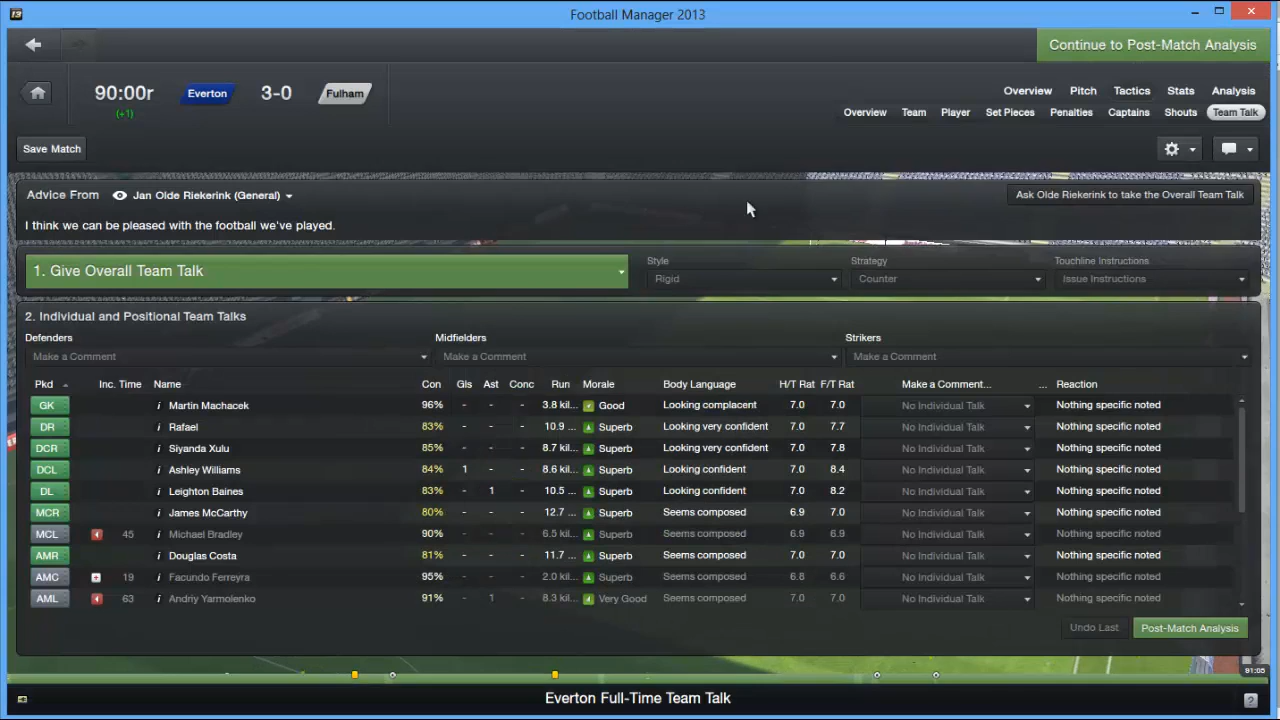 Football Manager 2013
Continue to Post-Match Analysis
90:00r Everton 3-0 Fulham
(+1)
Overview Pitch Tactics Stats Analysis
Overview Team Player Set Pieces Penalties Captains Shouts Team Talk
Save Match
Advice From Jan Olde Riekerink (General) Ask Olde Riekerink to take the Overall Team Talk
I think we can be pleased with the football we've played.
1. Give Overall Team Talk
Style Strategy Touchline Instructions
Rigid Counter Issue Instructions
2. Individual and Positional Team Talks
Defenders Midfielders Strikers
Make a Comment Make a Comment Make a Comment
Pkd Inc. Time Name Con Gls Ast Conc Run Morale Body Language H/T Rat F/T Rat Make a Comment... ... Reaction
GK i Martin Machacek 96% - - - 3.8 kil... Good Looking complacent 7.0 7.0 No Individual Talk Nothing specific noted
DR i Rafael 83% - - - 10.9 ... Superb Looking very confident 7.0 7.7 No Individual Talk Nothing specific noted
DCR i Siyanda Xulu 85% - - - 8.7 kil... Superb Looking very confident 7.0 7.8 No Individual Talk Nothing specific noted
DCL i Ashley Williams 84% 1 - - 8.6 kil... Superb Looking confident 7.0 8.4 No Individual Talk Nothing specific noted
DL i Leighton Baines 83% - 1 - 10.5 ... Superb Looking confident 7.0 8.2 No Individual Talk Nothing specific noted
MCR i James McCarthy 80% - - - 12.7 ... Superb Seems composed 6.9 7.0 No Individual Talk Nothing specific noted
MCL 45 i Michael Bradley 90% - - - 6.5 kil... Superb Seems composed 6.9 6.9 No Individual Talk Nothing specific noted
AMR i Douglas Costa 81% - - - 11.7 ... Superb Seems composed 7.0 7.0 No Individual Talk Nothing specific noted
AMC 19 i Facundo Ferreyra 95% - - - 2.0 kil... Superb Seems composed 6.8 6.6 No Individual Talk Nothing specific noted
AML 63 i Andriy Yarmolenko 91% - 1 - 8.3 kil... Very Good Seems composed 7.0 7.0 No Individual Talk Nothing specific noted
Undo Last Post-Match Analysis
91:05
Everton Full-Time Team Talk
?